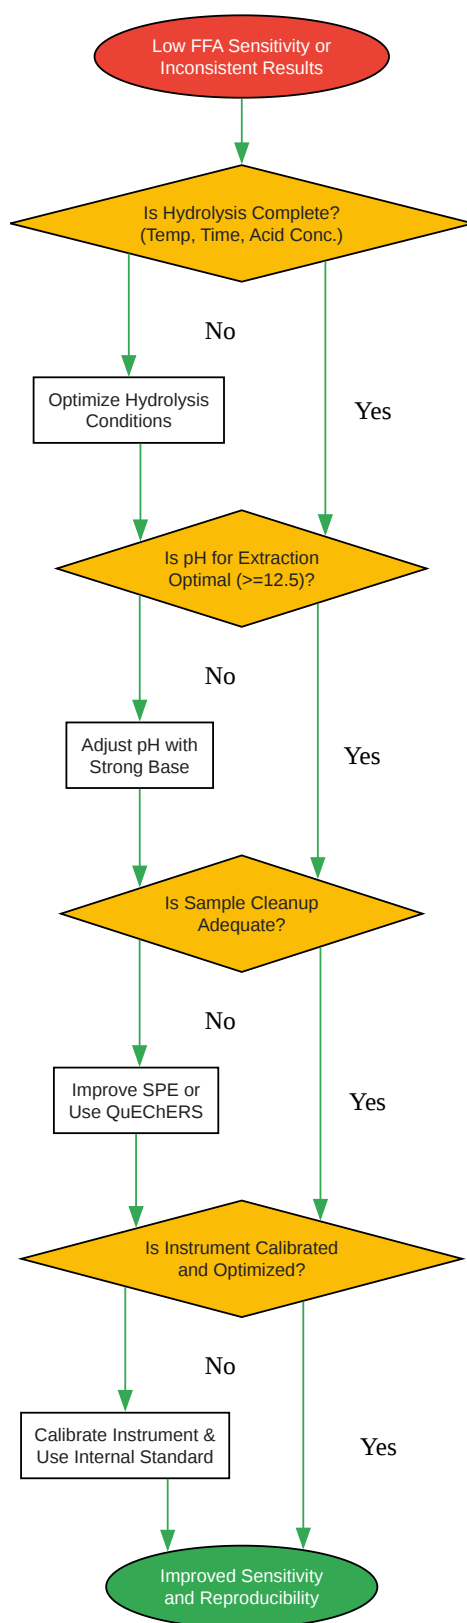 Low FFA Sensitivity or
Inconsistent Results
Is Hydrolysis Complete?
(Temp, Time, Acid Conc.)
No
Optimize Hydrolysis
Conditions
Yes
Is pH for Extraction
Optimal (>=12.5)?
No
Adjust pH with
Strong Base
Yes
Is Sample Cleanup
Adequate?
No
Improve SPE or
Use QuEChERS
Yes
Is Instrument Calibrated
and Optimized?
No
Calibrate Instrument &
Use Internal Standard
Yes
Improved Sensitivity
and Reproducibility